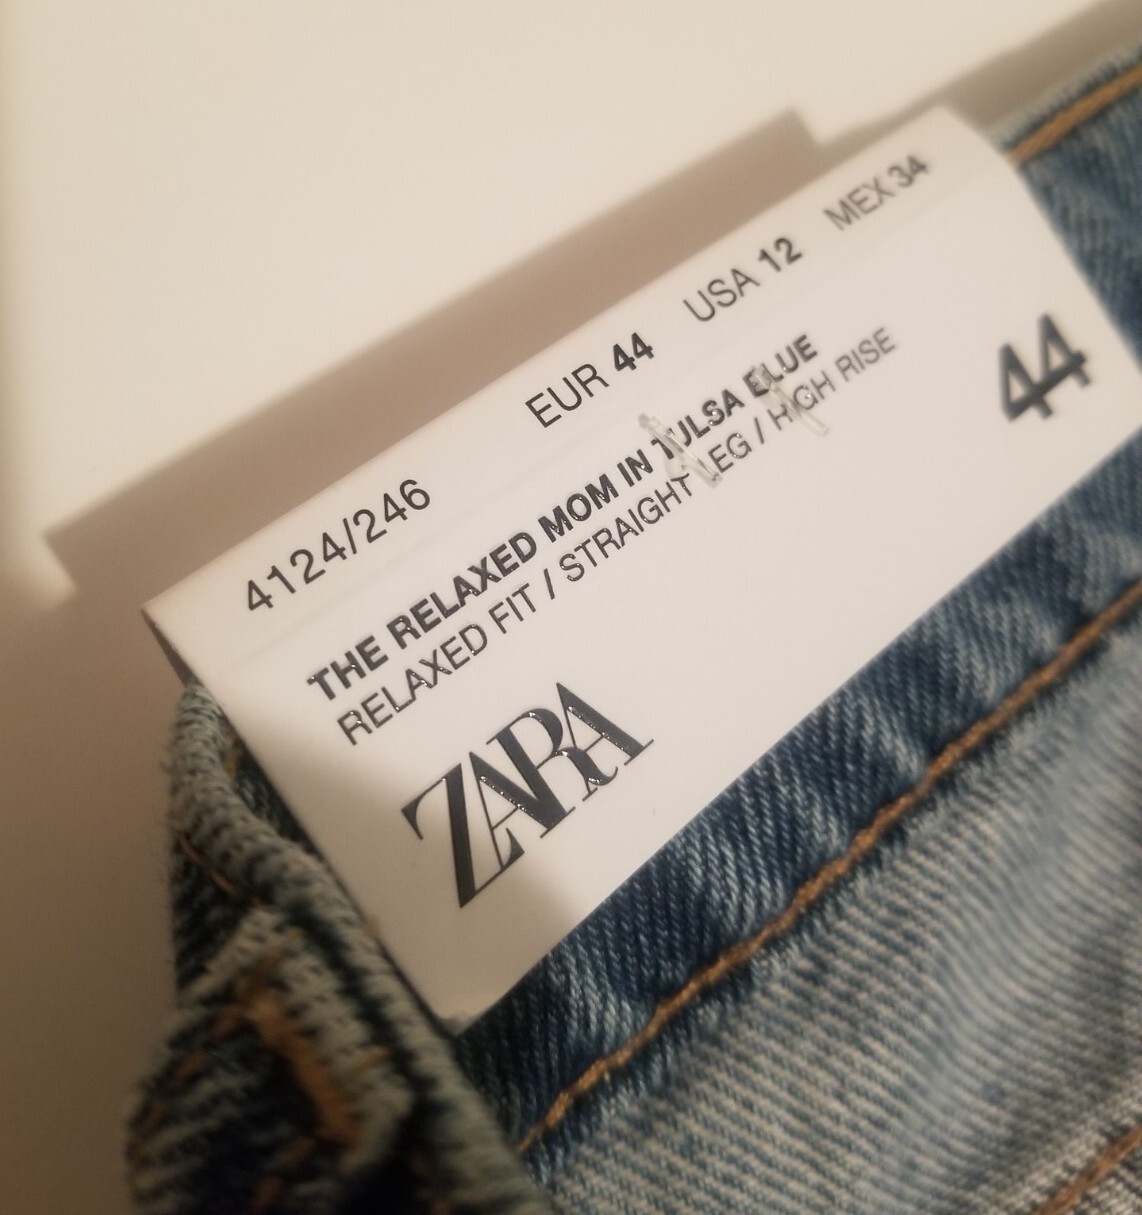 4124/246 EUR 44 USA 12 MEX 34
THE RELAXED MOM IN TULSA BLUE
RELAXED FIT / STRAIGHT LEG / HIGH RISE
44
ZARA